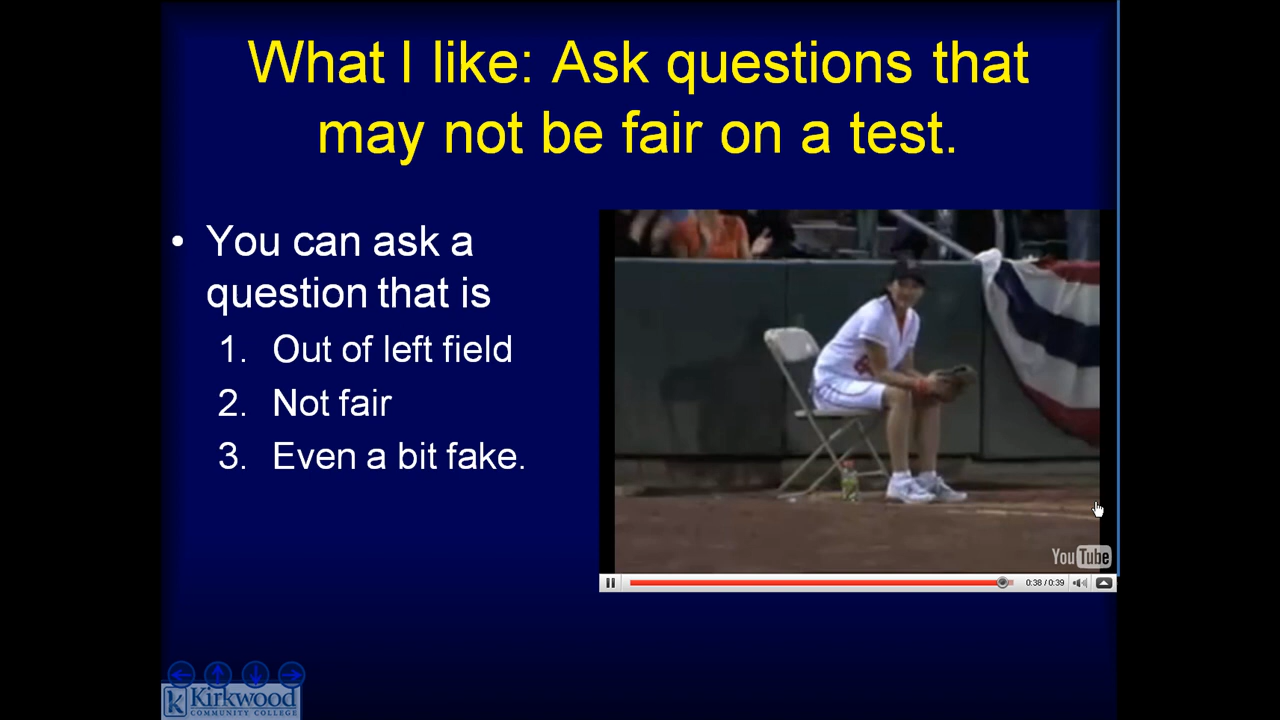 What I like: Ask questions that
may not be fair on a test.
• You can ask a
question that is
1. Out of left field
2. Not fair
3. Even a bit fake.
YouTube
0:38 / 0:39
Kirkwood
COMMUNITY COLLEGE